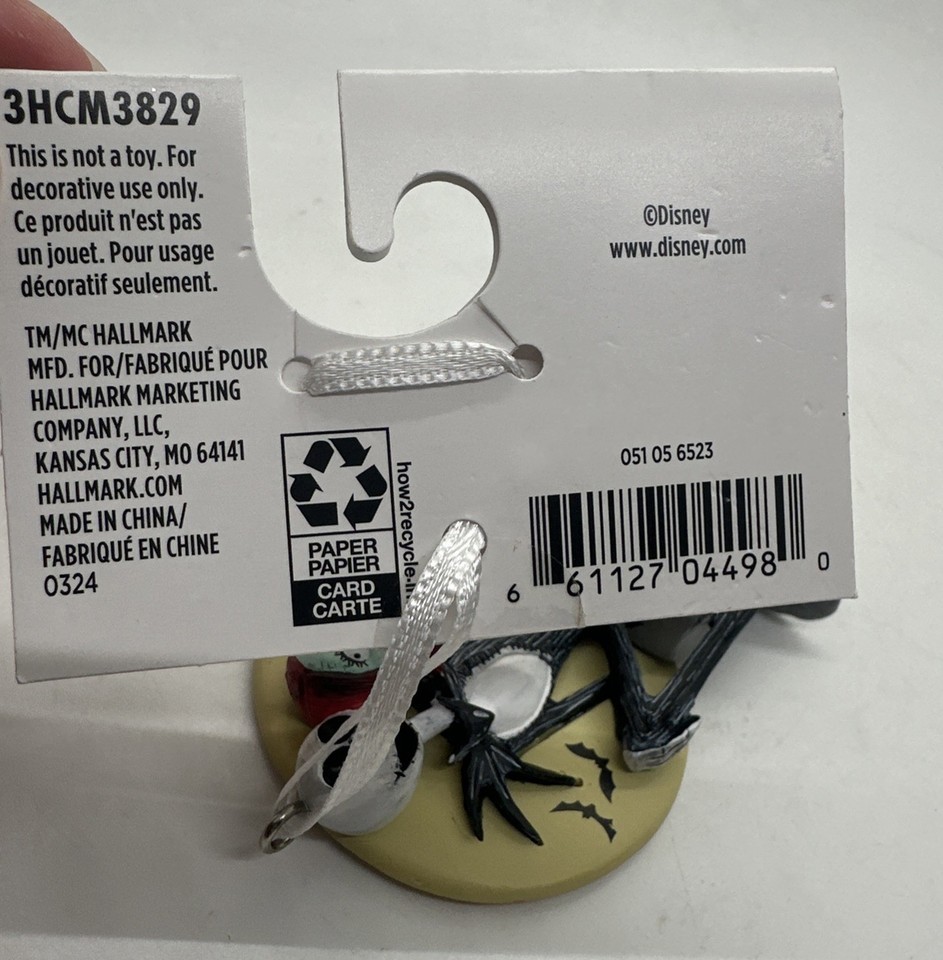 3HCM3829
This is not a toy. For
decorative use only.
Ce produit n'est pas
un jouet. Pour usage
décoratif seulement.
TM/MC HALLMARK
MFD. FOR/FABRIQUÉ POUR
HALLMARK MARKETING
COMPANY, LLC,
KANSAS CITY, MO 64141
HALLMARK.COM
MADE IN CHINA/
FABRIQUÉ EN CHINE
0324
PAPER
PAPIER
CARD
CARTE
©Disney
www.disney.com
051 05 6523
6 61127 04498 0